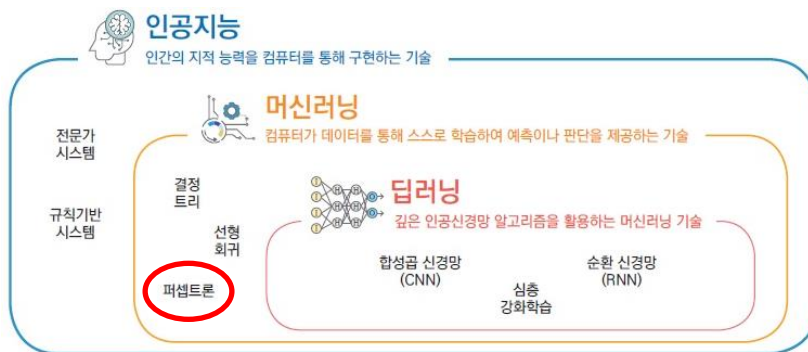 인공지능
인간의 지적 능력을 컴퓨터를 통해 구현하는 기술
머신러닝
컴퓨터가 데이터를 통해 스스로 학습하여 예측이나 판단을 제공하는 기술
전문가
시스템
규칙기반
시스템
결정
트리
선형
회귀
퍼셉트론
딥러닝
깊은 인공신경망 알고리즘을 활용하는 머신러닝 기술
합성곱 신경망
(CNN)
심층
강화학습
순환 신경망
(RNN)